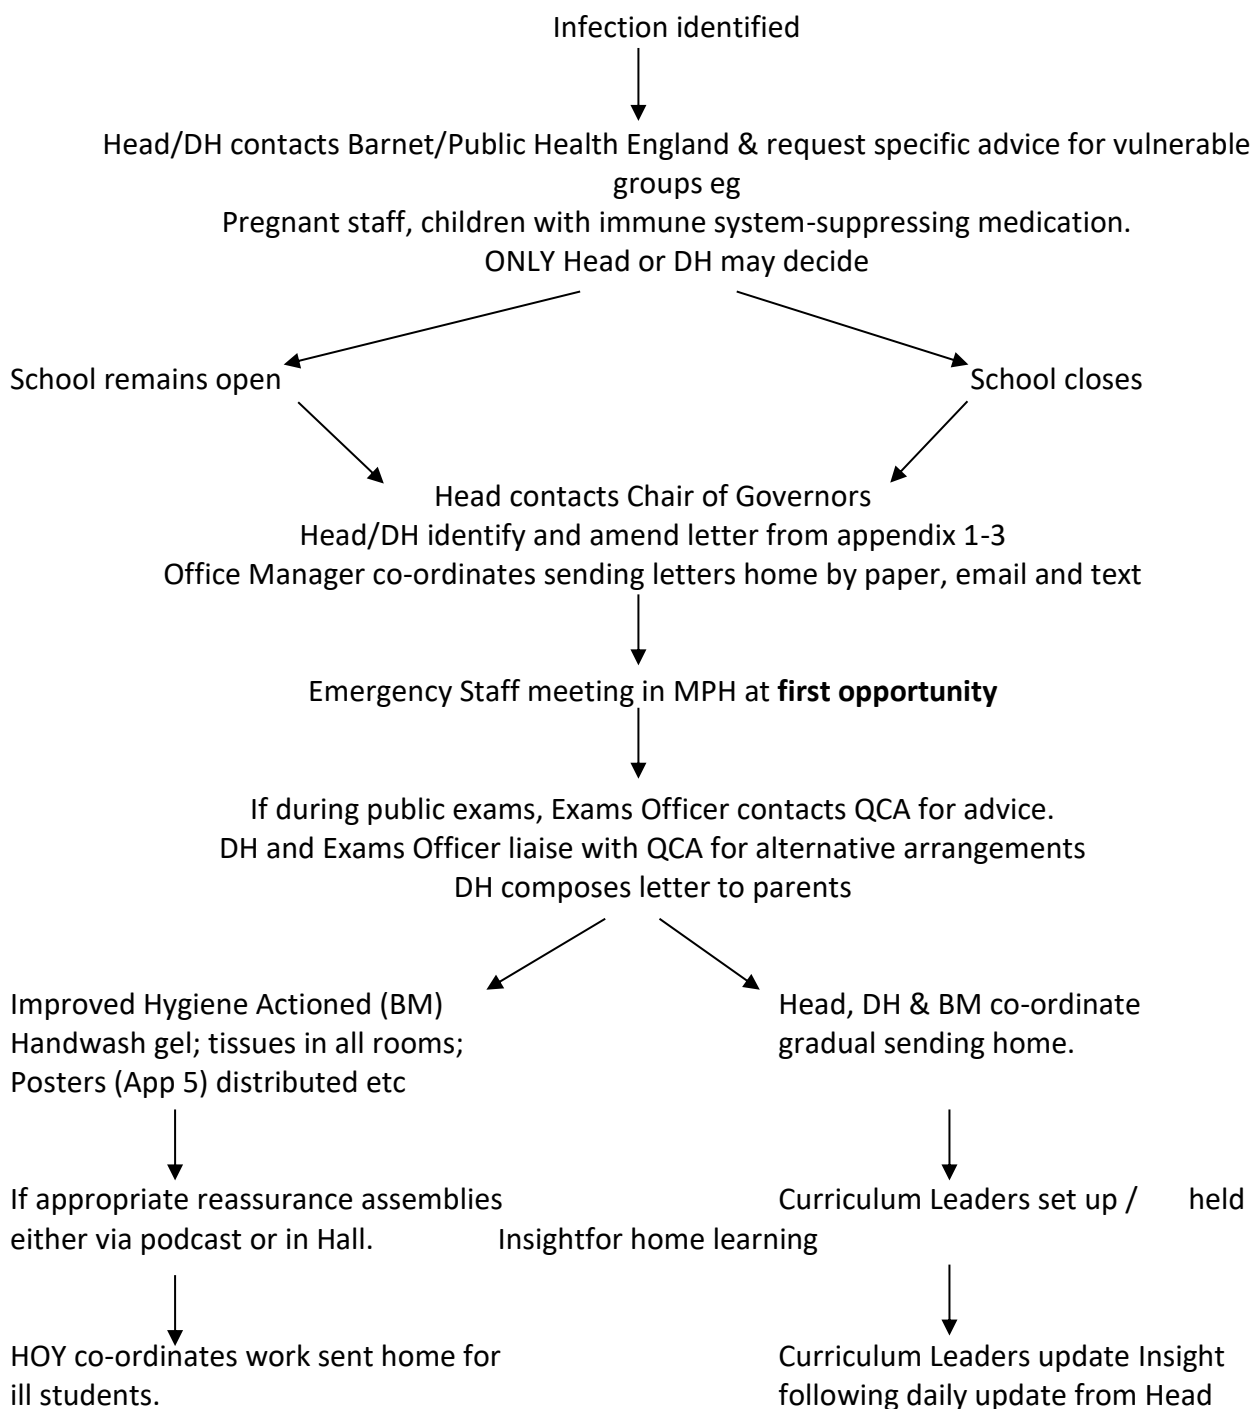 Infection identified
Head/DH contacts Barnet/Public Health England & request specific advice for vulnerable
groups eg
Pregnant staff, children with immune system-suppressing medication.
ONLY Head or DH may decide
School remains open
School closes
Head contacts Chair of Governors
Head/DH identify and amend letter from appendix 1-3
Office Manager co-ordinates sending letters home by paper, email and text
Emergency Staff meeting in MPH at first opportunity
If during public exams, Exams Officer contacts QCA for advice.
DH and Exams Officer liaise with QCA for alternative arrangements
DH composes letter to parents
Improved Hygiene Actioned (BM)
Handwash gel; tissues in all rooms;
Posters (App 5) distributed etc
Head, DH & BM co-ordinate
gradual sending home.
If appropriate reassurance assemblies Curriculum Leaders set up / held
either via podcast or in Hall. Insightfor home learning
HOY co-ordinates work sent home for
ill students.
Curriculum Leaders update Insight
following daily update from Head